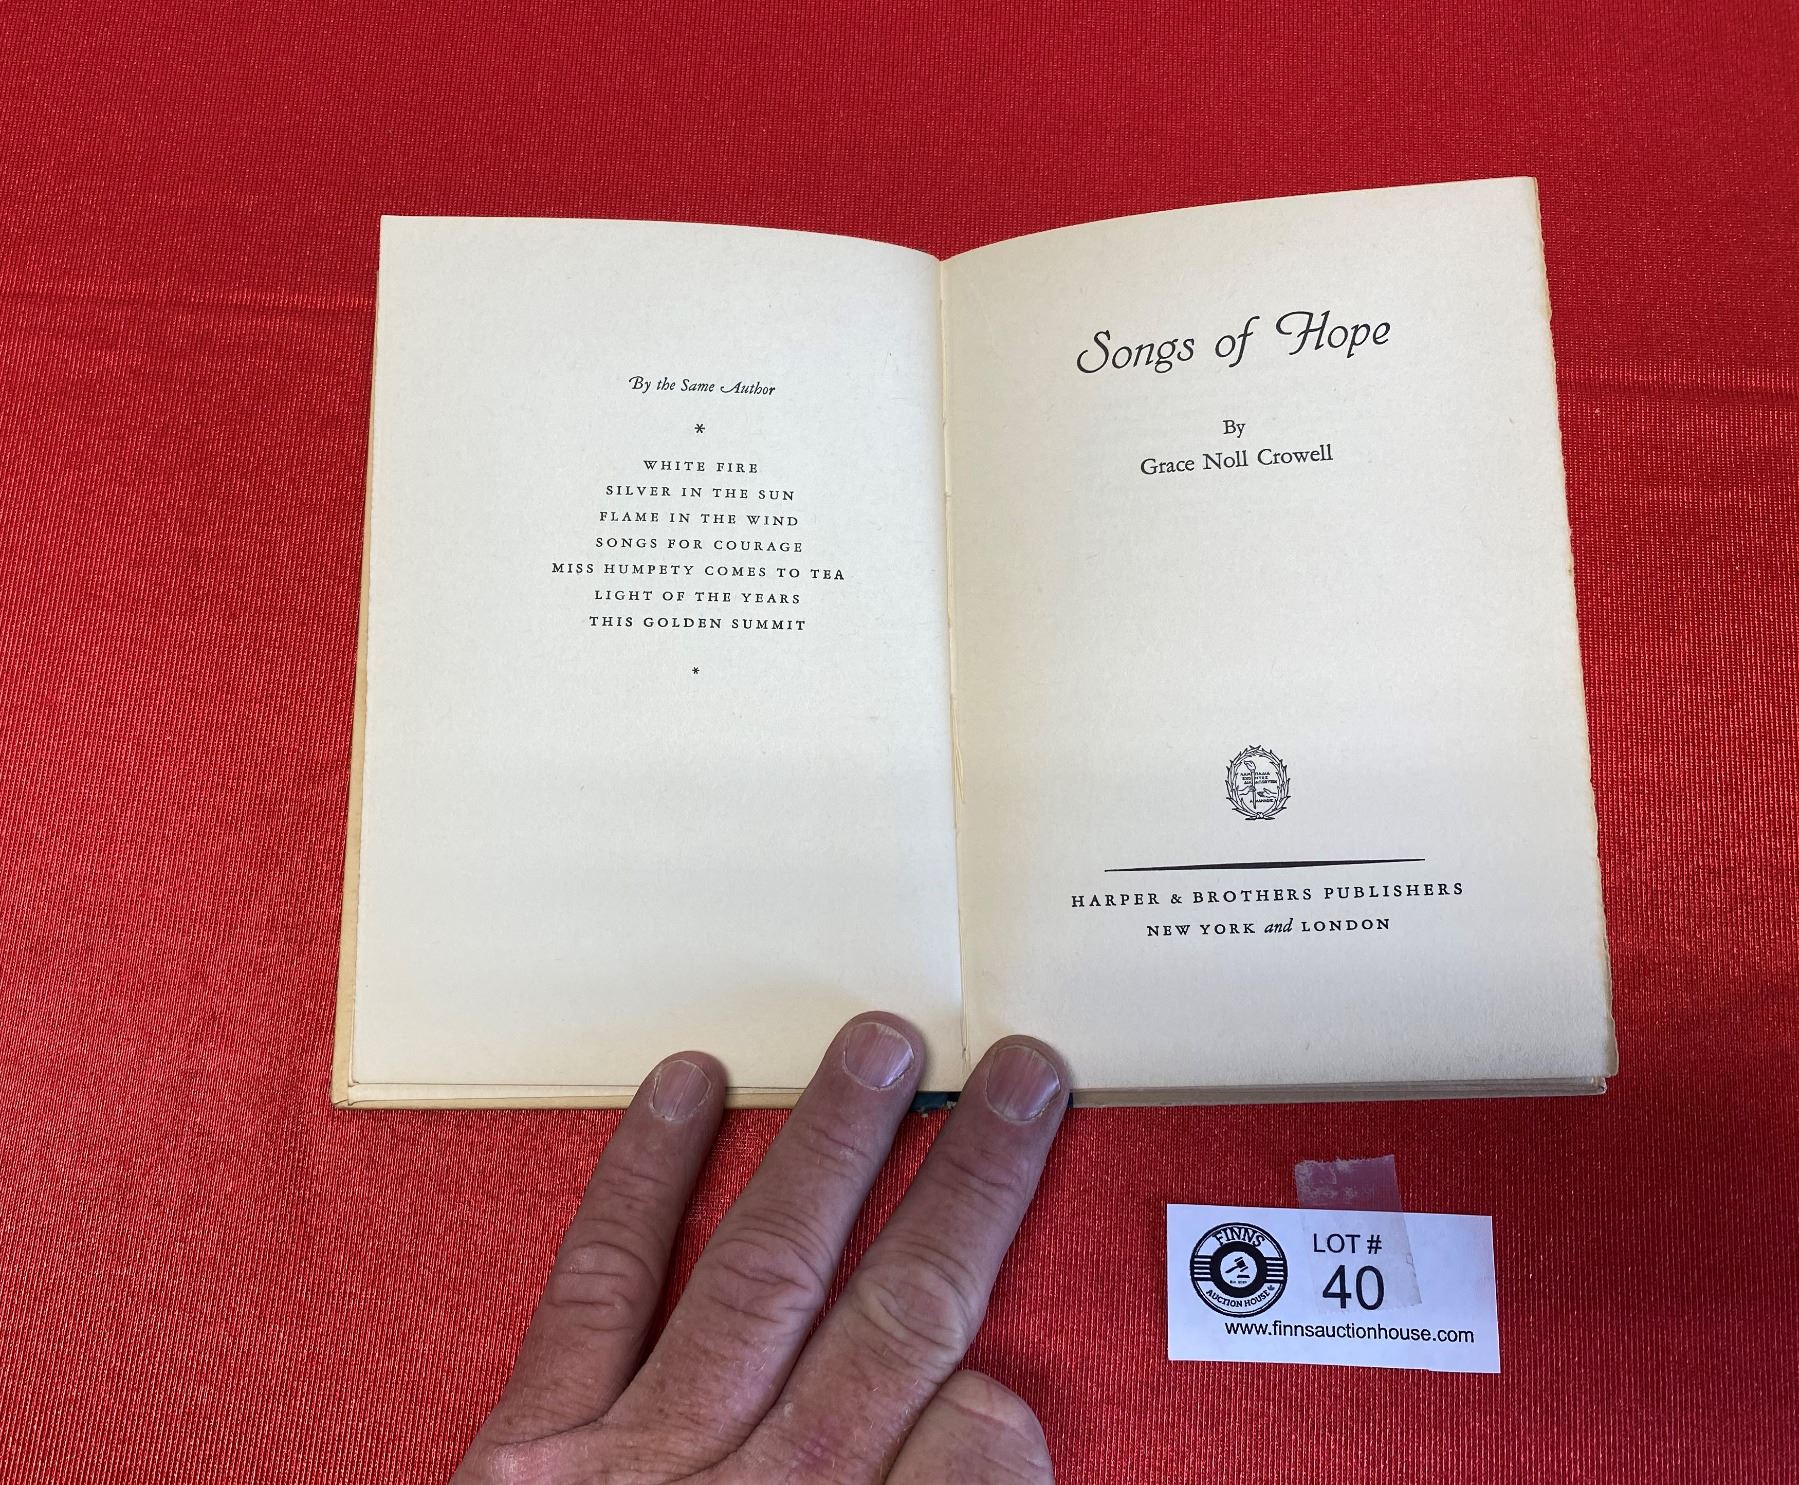 By the Same Author
*
WHITE FIRE
SILVER IN THE SUN
FLAME IN THE WIND
SONGS FOR COURAGE
MISS HUMPETY COMES TO TEA
LIGHT OF THE YEARS
THIS GOLDEN SUMMIT
*
Songs of Hope
By
Grace Noll Crowell
HARPER & BROTHERS PUBLISHERS
NEW YORK and LONDON
FINNS
AUCTION HOUSE
LOT #
40
www.finnsauctionhouse.com